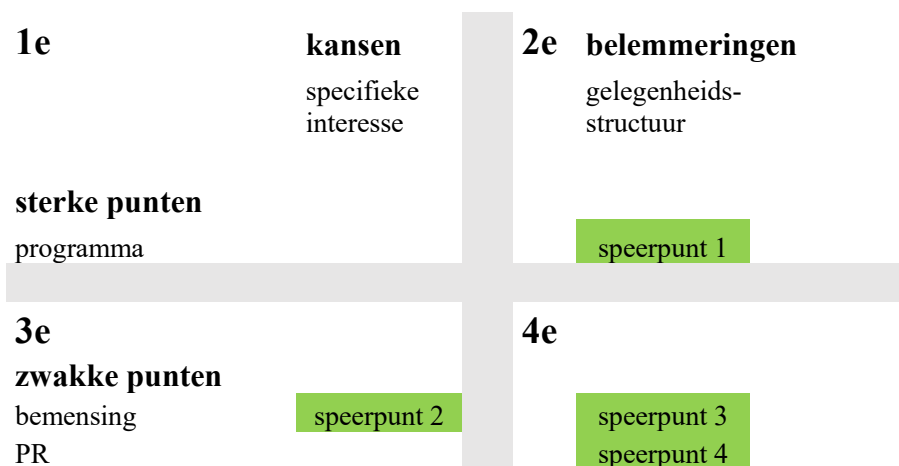 1e kansen 2e belemmeringen
specifieke gelegenheids-
interesse structuur
sterke punten
programma speerpunt 1
3e 4e
zwakke punten
bemensing speerpunt 2 speerpunt 3
PR speerpunt 4